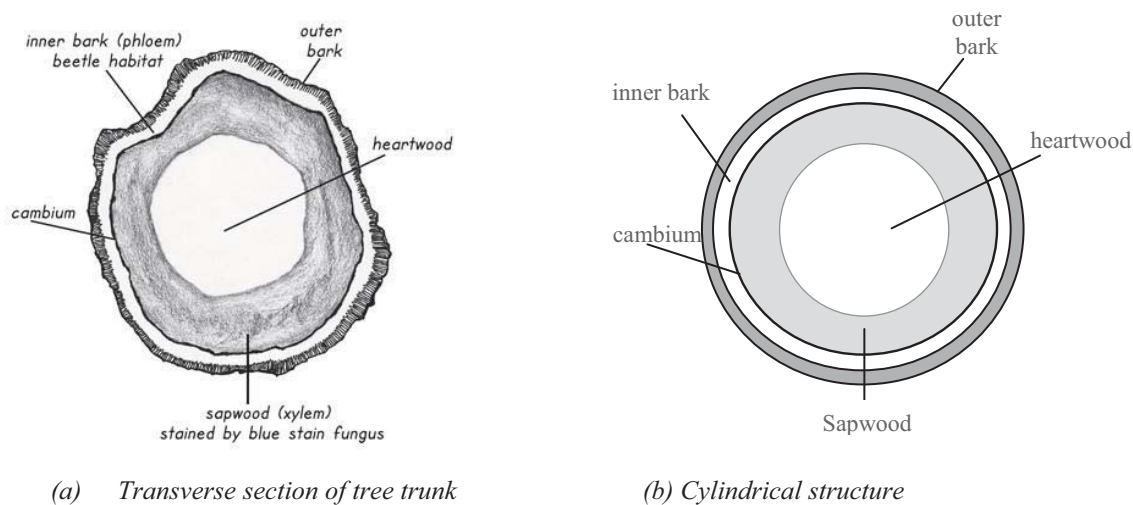 inner bark (phloem)
beetle habitat
outer
bark
heartwood
cambium
sapwood (xylem)
stained by blue stain fungus
outer
bark
inner bark
heartwood
cambium
Sapwood
(a) Transverse section of tree trunk
(b) Cylindrical structure